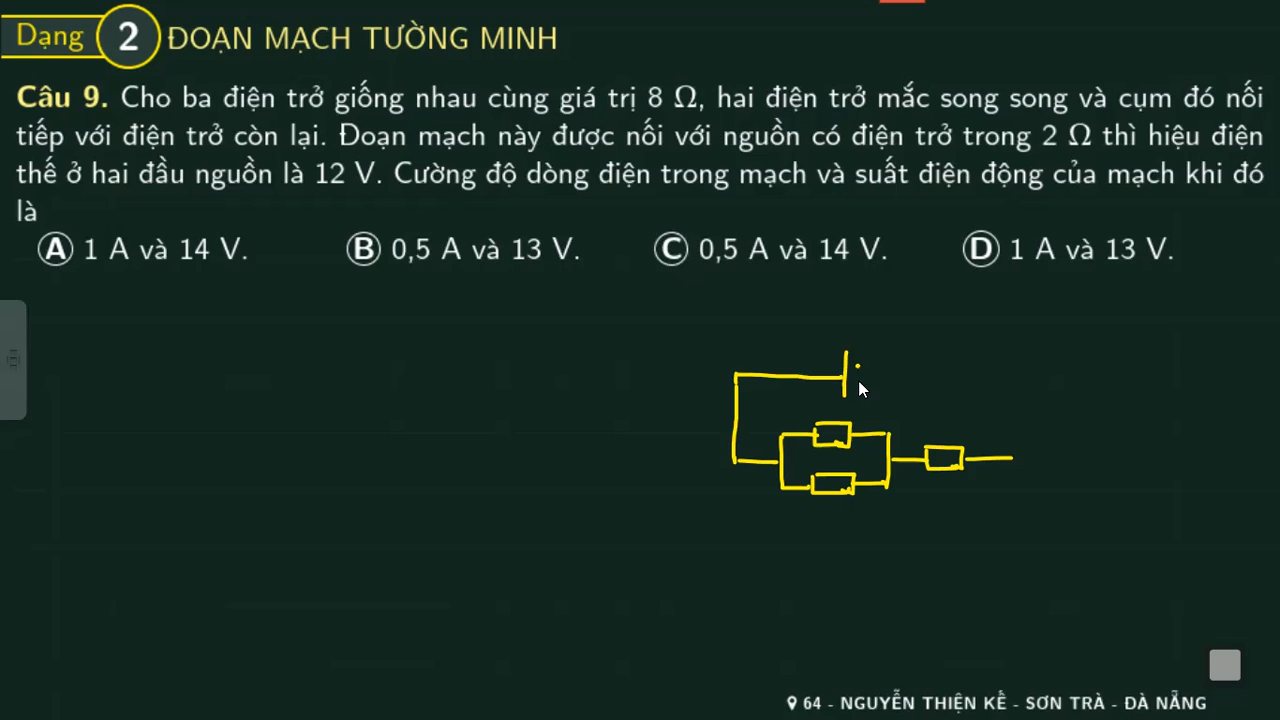 Dạng 2 ĐOẠN MẠCH TƯỜNG MINH
Câu 9. Cho ba điện trở giống nhau cùng giá trị 8 Ω, hai điện trở mắc song song và cụm đó nối
tiếp với điện trở còn lại. Đoạn mạch này được nối với nguồn có điện trở trong 2 Ω thì hiệu điện
thế ở hai đầu nguồn là 12 V. Cường độ dòng điện trong mạch và suất điện động của mạch khi đó
là
A 1 A và 14 V. B 0,5 A và 13 V. C 0,5 A và 14 V. D 1 A và 13 V.
64 - NGUYỄN THIỆN KẾ - SƠN TRÀ - ĐÀ NẴNG